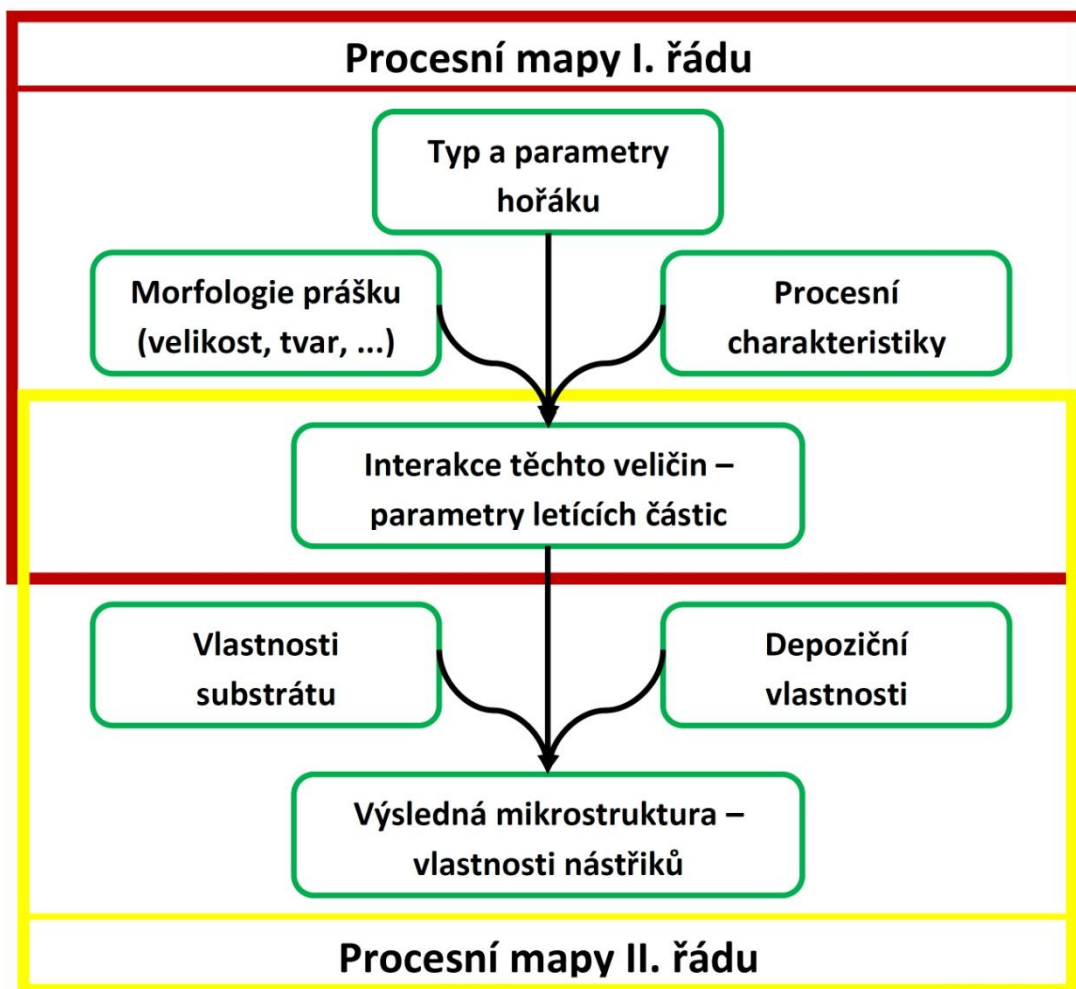 Procesní mapy I. řádu
Typ a parametry
hořáku
Morfologie prášku
(velikost, tvar, ...)
Procesní
charakteristiky
Interakce těchto veličin –
parametry letících částic
Vlastnosti
substrátu
Depoziční
vlastnosti
Výsledná mikrostruktura –
vlastnosti nástřiků
Procesní mapy II. řádu